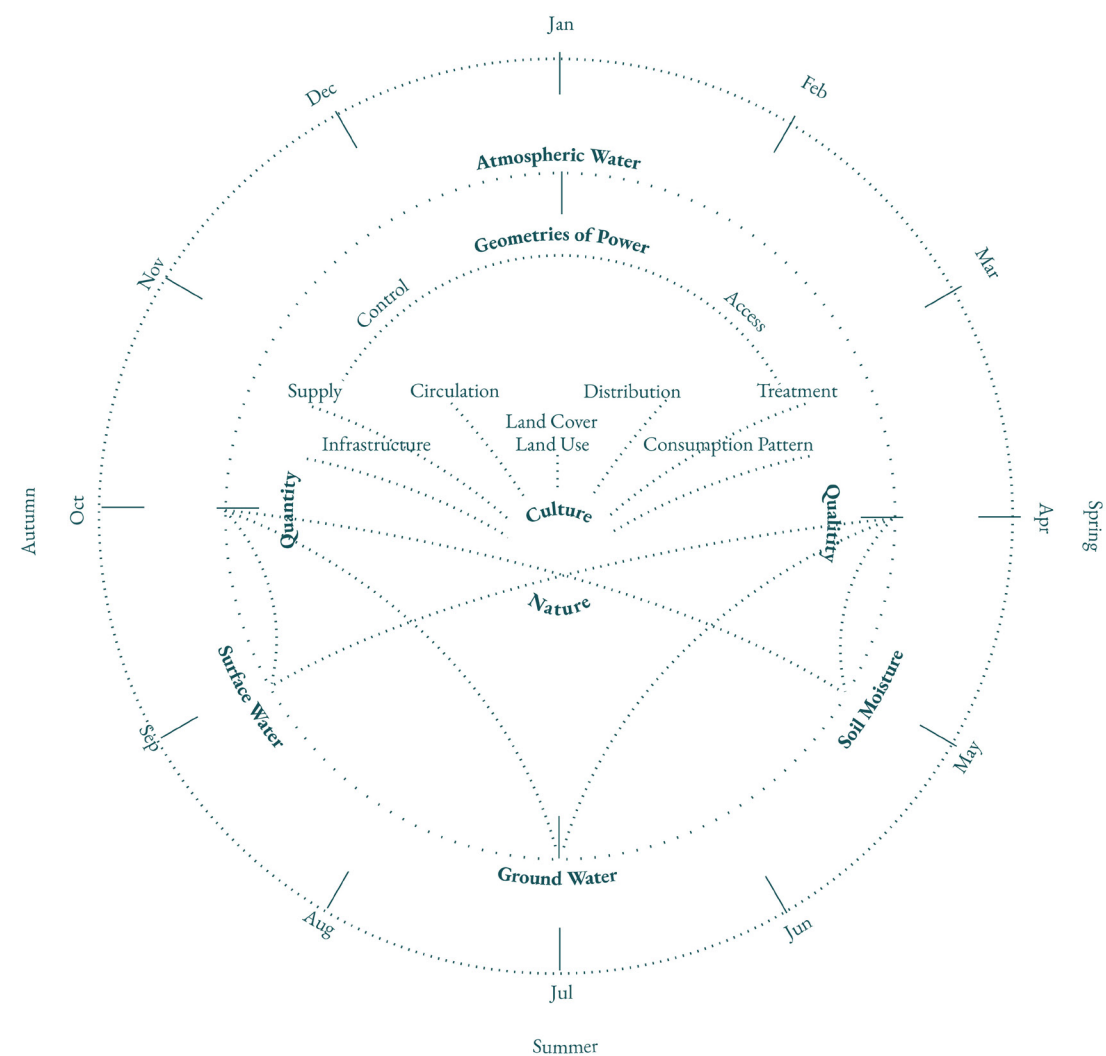 Jan
Dec
Feb
Atmospheric Water
Geometries of Power
Nov
Mar
Control
Access
Supply
Circulation
Distribution
Treatment
Land Cover
Land Use
Infrastructure
Consumption Pattern
Autumn
Oct
Quantity
Culture
Qualitity
Apr
Spring
Nature
Surface Water
Soil Moisture
Sep
May
Ground Water
Aug
Jun
Jul
Summer